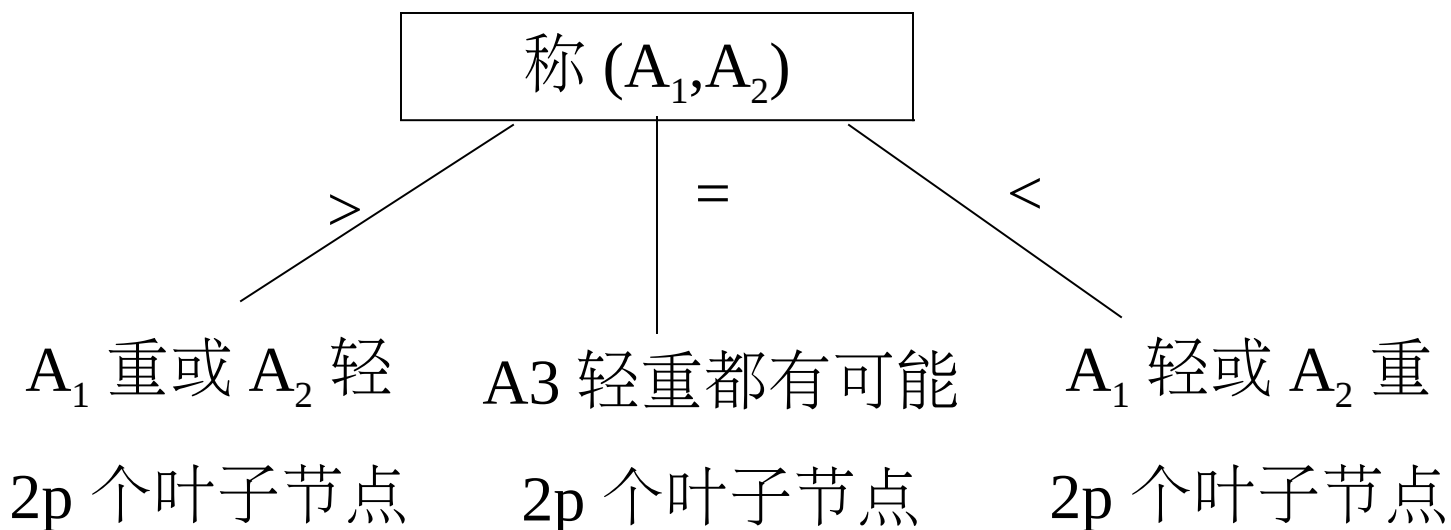 称 (A₁,A₂)
> = <
A₁ 重或 A₂ 轻 A3 轻重都有可能 A₁ 轻或 A₂ 重
2p 个叶子节点 2p 个叶子节点 2p 个叶子节点